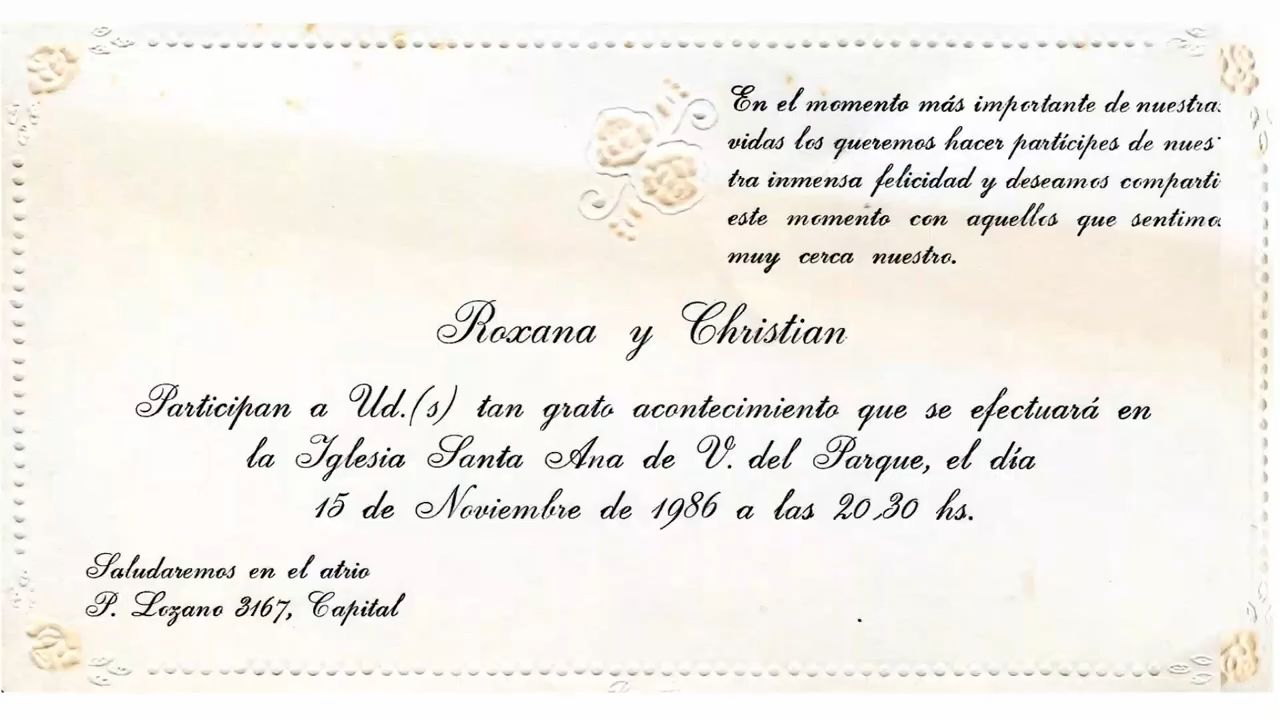 En el momento más importante de nuestra
vidas los queremos hacer partícipes de nues-
tra inmensa felicidad y deseamos comparti
este momento con aquellos que sentimo
muy cerca nuestro.
Roxana y Christian
Participan a Ud.(s) tan grato acontecimiento que se efectuará en
la Iglesia Santa Ana de V. del Parque, el día
15 de Noviembre de 1986 a las 20,30 hs.
Saludaremos en el atrio
P. Lozano 3167, Capital